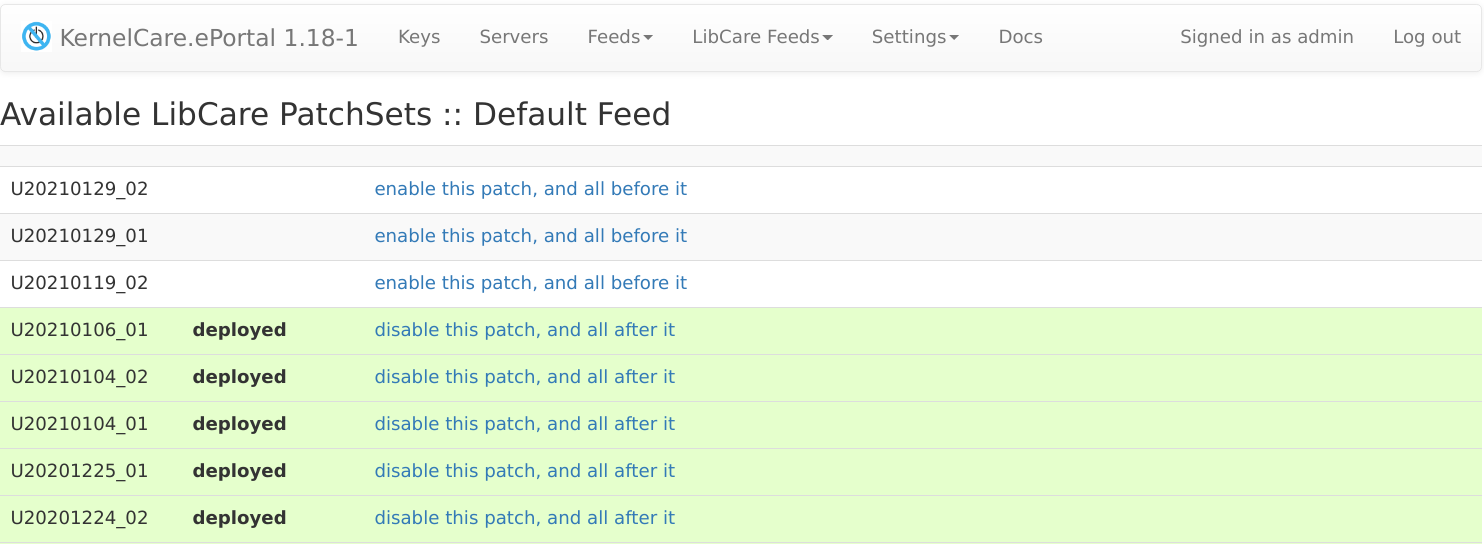 KernelCare.ePortal 1.18-1 Keys Servers Feeds LibCare Feeds Settings Docs Signed in as admin Log out
Available LibCare PatchSets :: Default Feed
U20210129_02 enable this patch, and all before it
U20210129_01 enable this patch, and all before it
U20210119_02 enable this patch, and all before it
U20210106_01 deployed disable this patch, and all after it
U20210104_02 deployed disable this patch, and all after it
U20210104_01 deployed disable this patch, and all after it
U20201225_01 deployed disable this patch, and all after it
U20201224_02 deployed disable this patch, and all after it